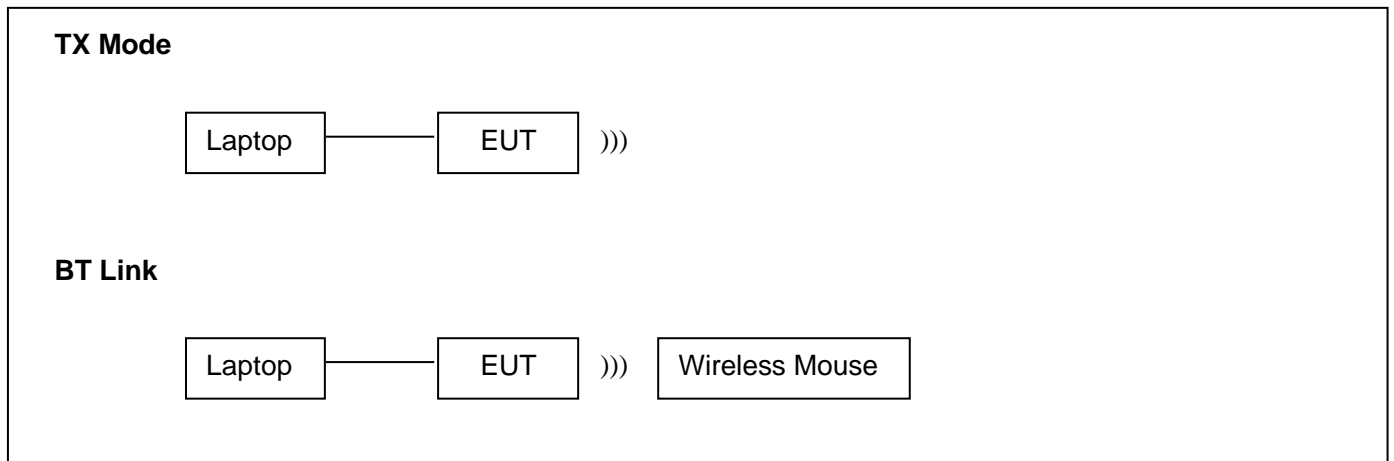 TX Mode
Laptop EUT )))
BT Link
Laptop EUT ))) Wireless Mouse